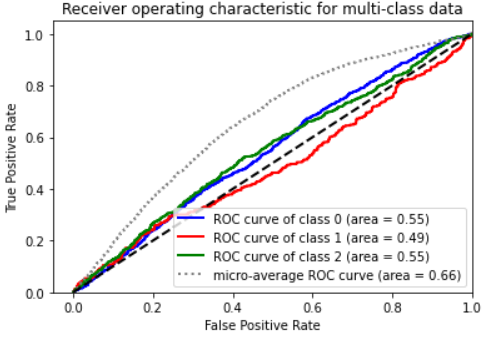 Receiver operating characteristic for multi-class data
True Positive Rate
1.0
0.8
0.6
0.4
0.2
0.0
ROC curve of class 0 (area = 0.55)
ROC curve of class 1 (area = 0.49)
ROC curve of class 2 (area = 0.55)
micro-average ROC curve (area = 0.66)
0.0 0.2 0.4 0.6 0.8 1.0
False Positive Rate